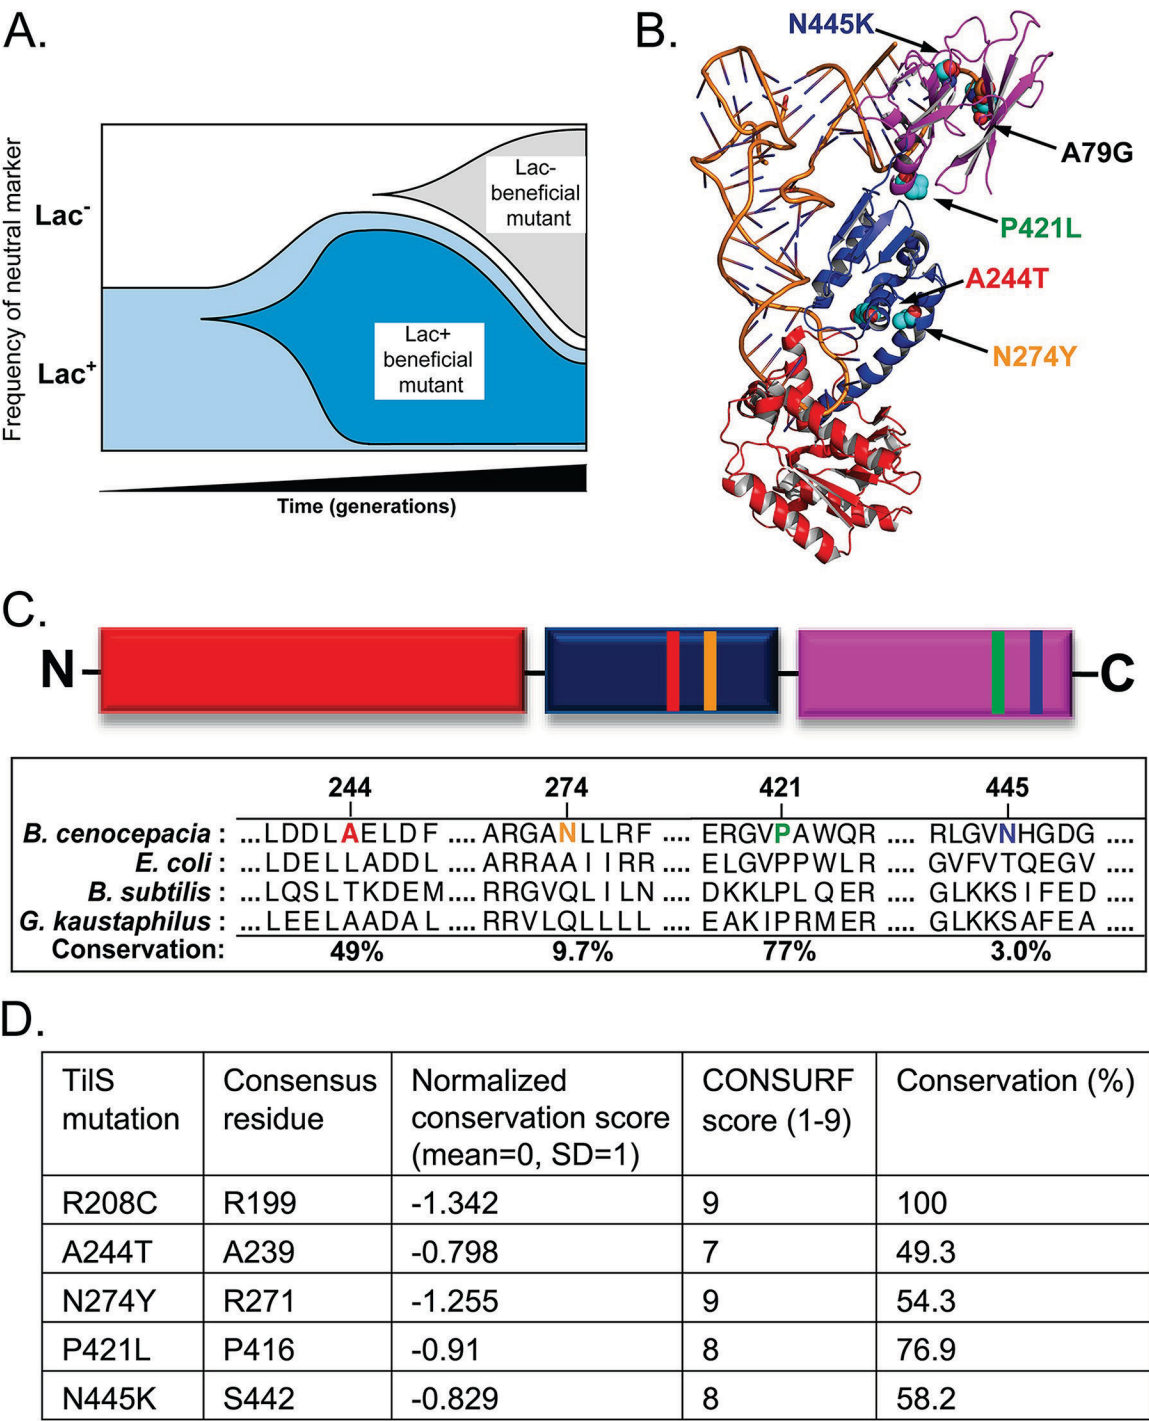 A.
Frequency of neutral marker
Lac-
Lac+
Lac-
beneficial
mutant
Lac+
beneficial
mutant
Time (generations)
B.
N445K
A79G
P421L
A244T
N274Y
C.
N
C
244 274 421 445
B. cenocepacia : ...LDDLAELDF .... ARGANLLRF .... ERGVPAWQR .... RLGVNHGDG ....
E. coli : ...LDELLADDL .... ARRAAIIRR .... ELGVPPWLR .... GVFVTQEGV ....
B. subtilis : ...LQSLTKDEM .... RRGVQLILN .... DKKLPLQER .... GLKKSIFED ....
G. kaustaphilus : ...LEELAADAL .... RRVLQLLLL .... EAKIPRMER .... GLKKSAFEA ....
Conservation: 49% 9.7% 77% 3.0%
D.
TilS mutation
Consensus residue
Normalized conservation score (mean=0, SD=1)
CONSURF score (1-9)
Conservation (%)
R208C R199 -1.342 9 100
A244T A239 -0.798 7 49.3
N274Y R271 -1.255 9 54.3
P421L P416 -0.91 8 76.9
N445K S442 -0.829 8 58.2